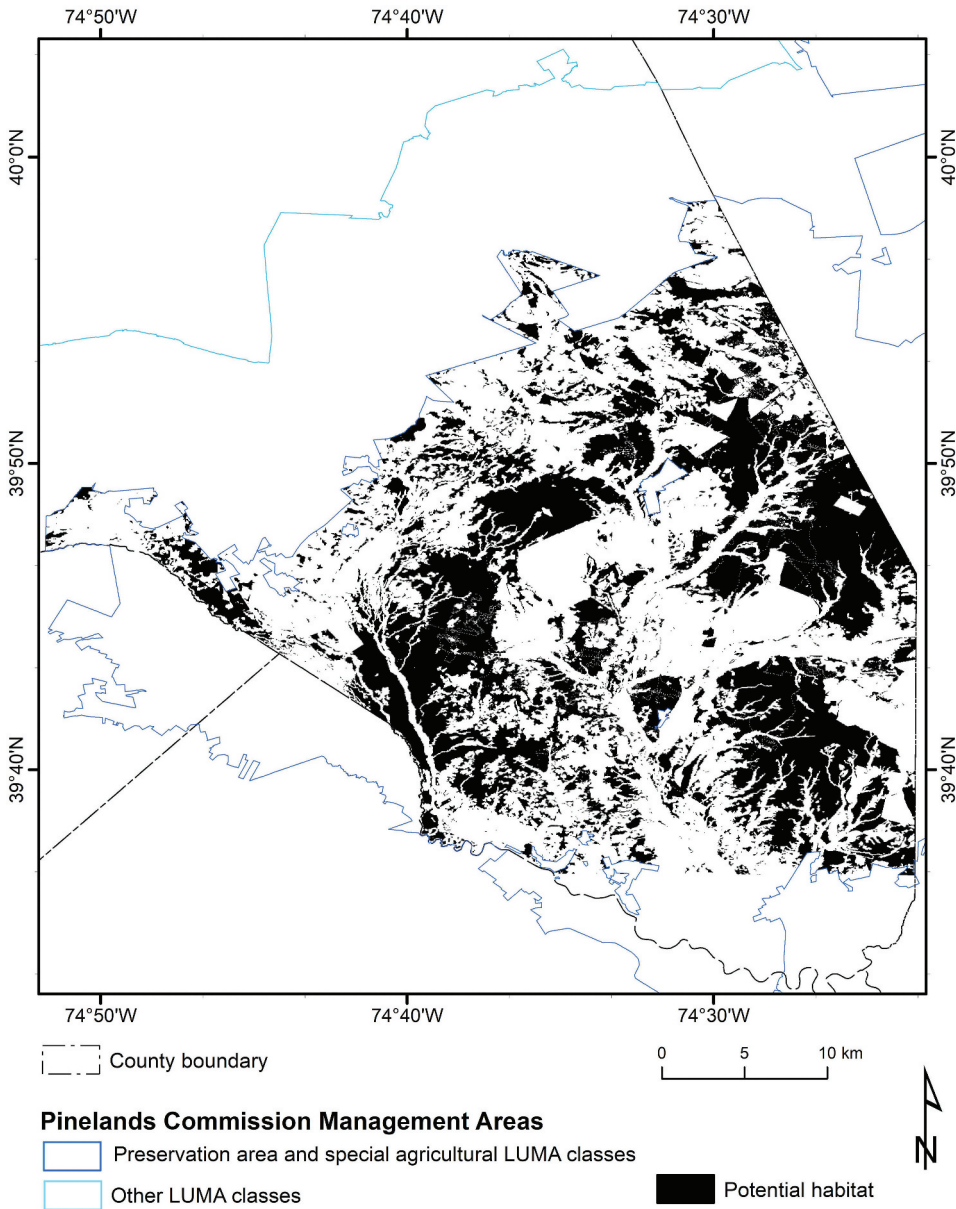 74°50'W 74°40'W 74°30'W
40°0'N 40°0'N
39°50'N 39°50'N
39°40'N 39°40'N
74°50'W 74°40'W 74°30'W
County boundary
0 5 10 km
Pinelands Commission Management Areas
Preservation area and special agricultural LUMA classes
Other LUMA classes
Potential habitat
N